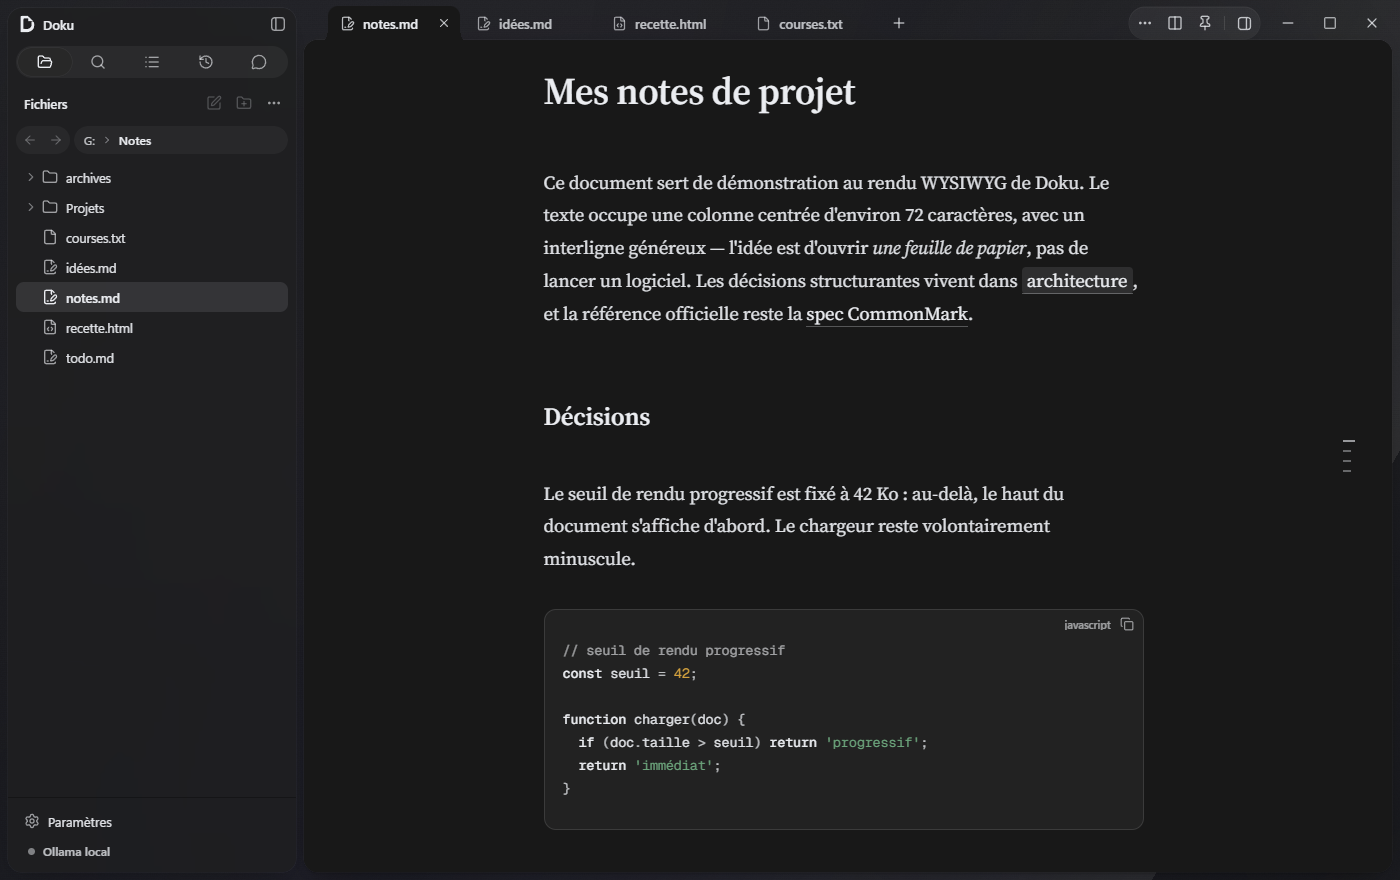 Doku
notes.md
idées.md
recette.html
courses.txt
Fichiers
G: > Notes
archives
Projets
courses.txt
idées.md
notes.md
recette.html
todo.md
Paramètres
Ollama local
Mes notes de projet
Ce document sert de démonstration au rendu WYSIWYG de Doku. Le
texte occupe une colonne centrée d'environ 72 caractères, avec un
interligne généreux — l'idée est d'ouvrir une feuille de papier, pas de
lancer un logiciel. Les décisions structurantes vivent dans architecture ,
et la référence officielle reste la spec CommonMark.
Décisions
Le seuil de rendu progressif est fixé à 42 Ko : au-delà, le haut du
document s'affiche d'abord. Le chargeur reste volontairement
minuscule.
javascript
// seuil de rendu progressif
const seuil = 42;
function charger(doc) {
  if (doc.taille > seuil) return 'progressif';
  return 'immédiat';
}